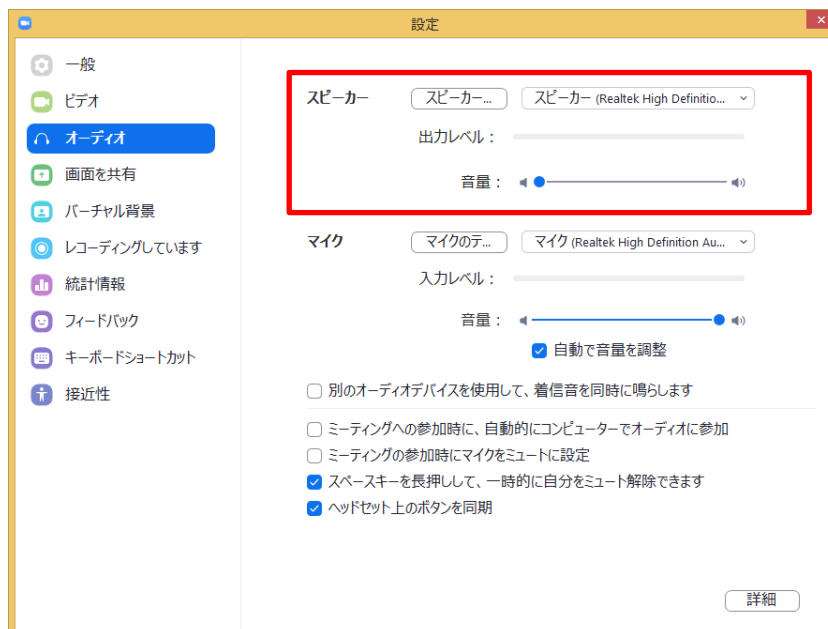 設定
一般
ビデオ
オーディオ
画面を共有
バーチャル背景
レコーディングしています
統計情報
フィードバック
キーボードショートカット
接近性
スピーカー スピーカー... スピーカー (Realtek High Definitio...
出力レベル：
音量：
マイク マイクのテ... マイク (Realtek High Definition Au...
入力レベル：
音量：
自動で音量を調整
別のオーディオデバイスを使用して、着信音を同時に鳴らします
ミーティングへの参加時に、自動的にコンピューターでオーディオに参加
ミーティングの参加時にマイクをミュートに設定
スペースキーを長押しして、一時的に自分をミュート解除できます
ヘッドセット上のボタンを同期
詳細